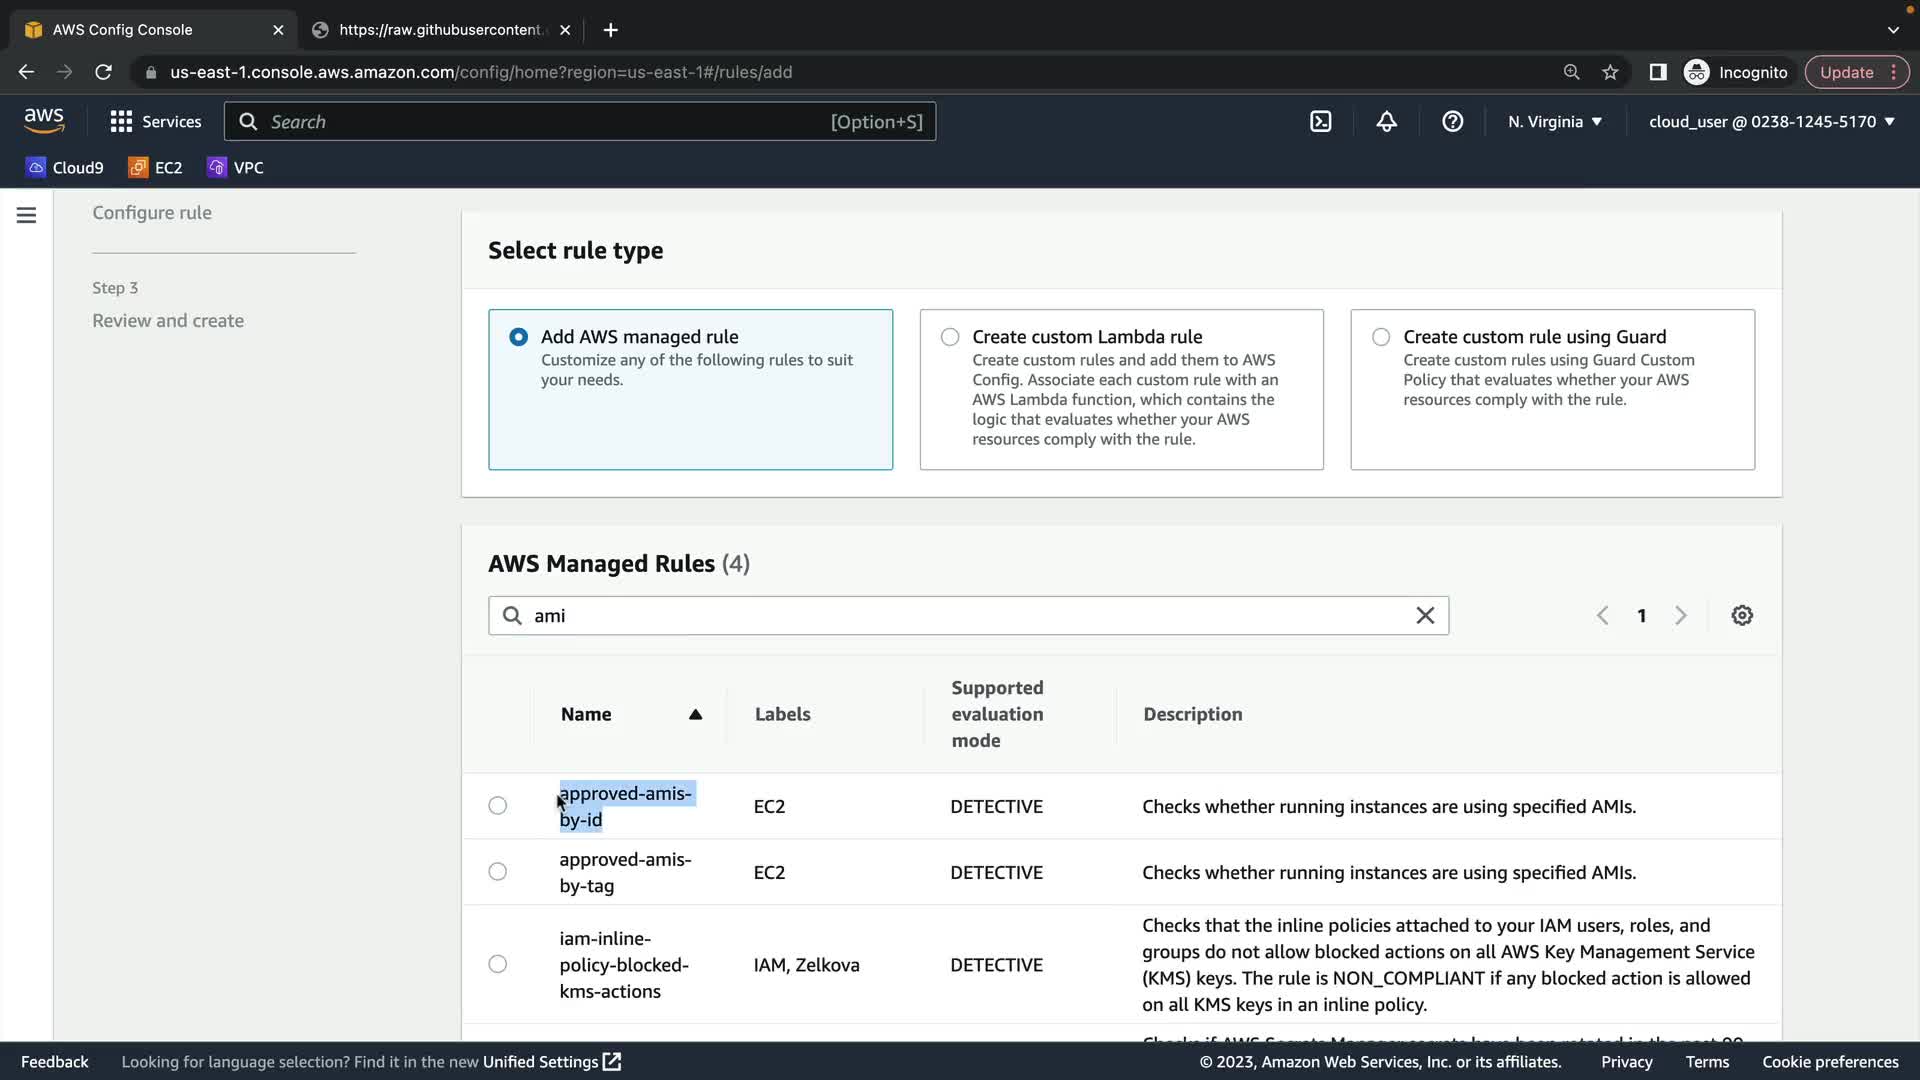 AWS Config Console
https://raw.githubusercontent.
us-east-1.console.aws.amazon.com/config/home?region=us-east-1#/rules/add
Incognito
Update
aws
Services
Search
[Option+S]
N. Virginia
cloud_user @ 0238-1245-5170
Cloud9
EC2
VPC
Configure rule
Step 3
Review and create
Select rule type
Add AWS managed rule
Customize any of the following rules to suit
your needs.
Create custom Lambda rule
Create custom rules and add them to AWS
Config. Associate each custom rule with an
AWS Lambda function, which contains the
logic that evaluates whether your AWS
resources comply with the rule.
Create custom rule using Guard
Create custom rules using Guard Custom
Policy that evaluates whether your AWS
resources comply with the rule.
AWS Managed Rules (4)
ami
1
Name
Labels
Supported
evaluation
mode
Description
approved-amis-
by-id
EC2
DETECTIVE
Checks whether running instances are using specified AMIs.
approved-amis-
by-tag
EC2
DETECTIVE
Checks whether running instances are using specified AMIs.
iam-inline-
policy-blocked-
kms-actions
IAM, Zelkova
DETECTIVE
Checks that the inline policies attached to your IAM users, roles, and
groups do not allow blocked actions on all AWS Key Management Service
(KMS) keys. The rule is NON_COMPLIANT if any blocked action is allowed
on all KMS keys in an inline policy.
Feedback
Looking for language selection? Find it in the new Unified Settings
© 2023, Amazon Web Services, Inc. or its affiliates.
Privacy
Terms
Cookie preferences